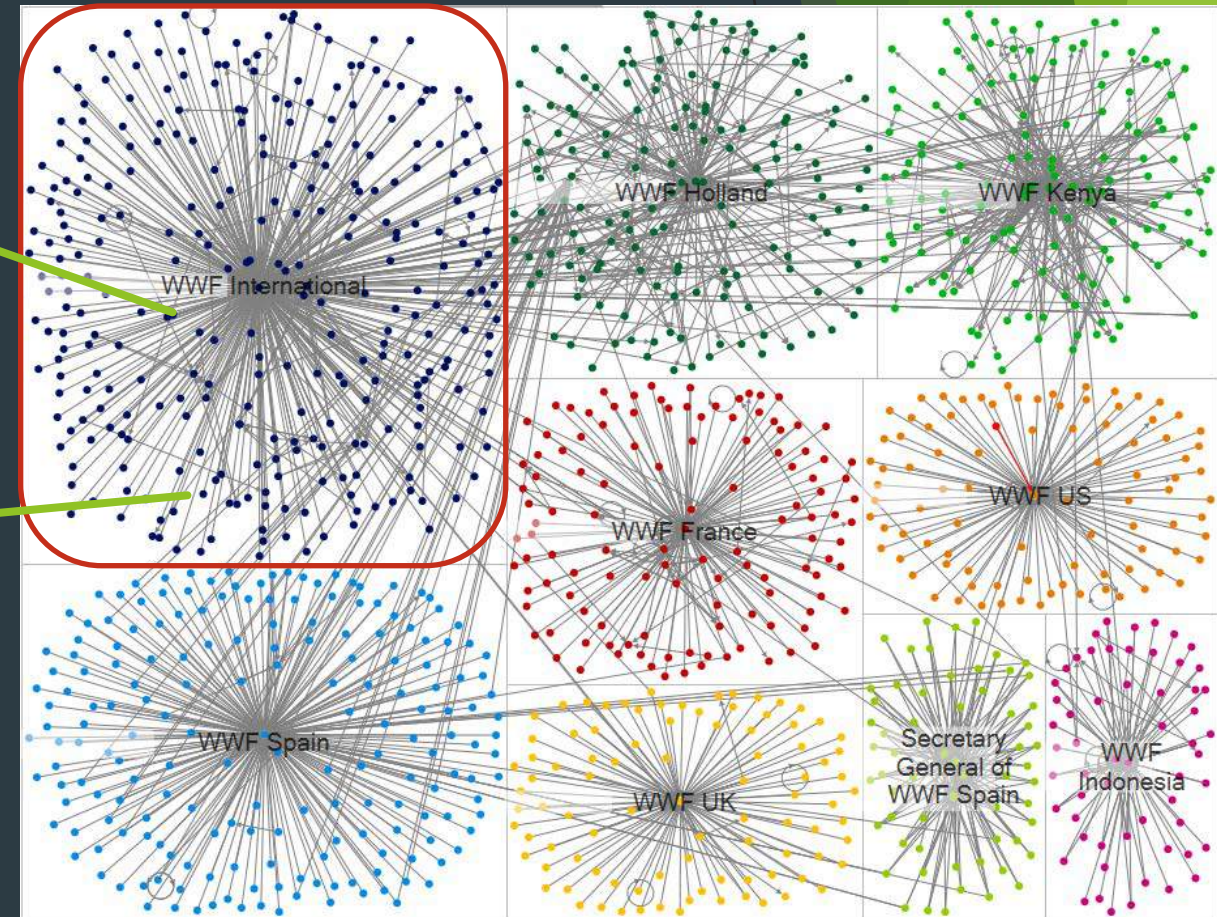 WWF International
WWF Holland
WWF Kenya
WWF France
WWF US
WWF Spain
WWF UK
Secretary
General of
WWF Spain
WWF
Indonesia